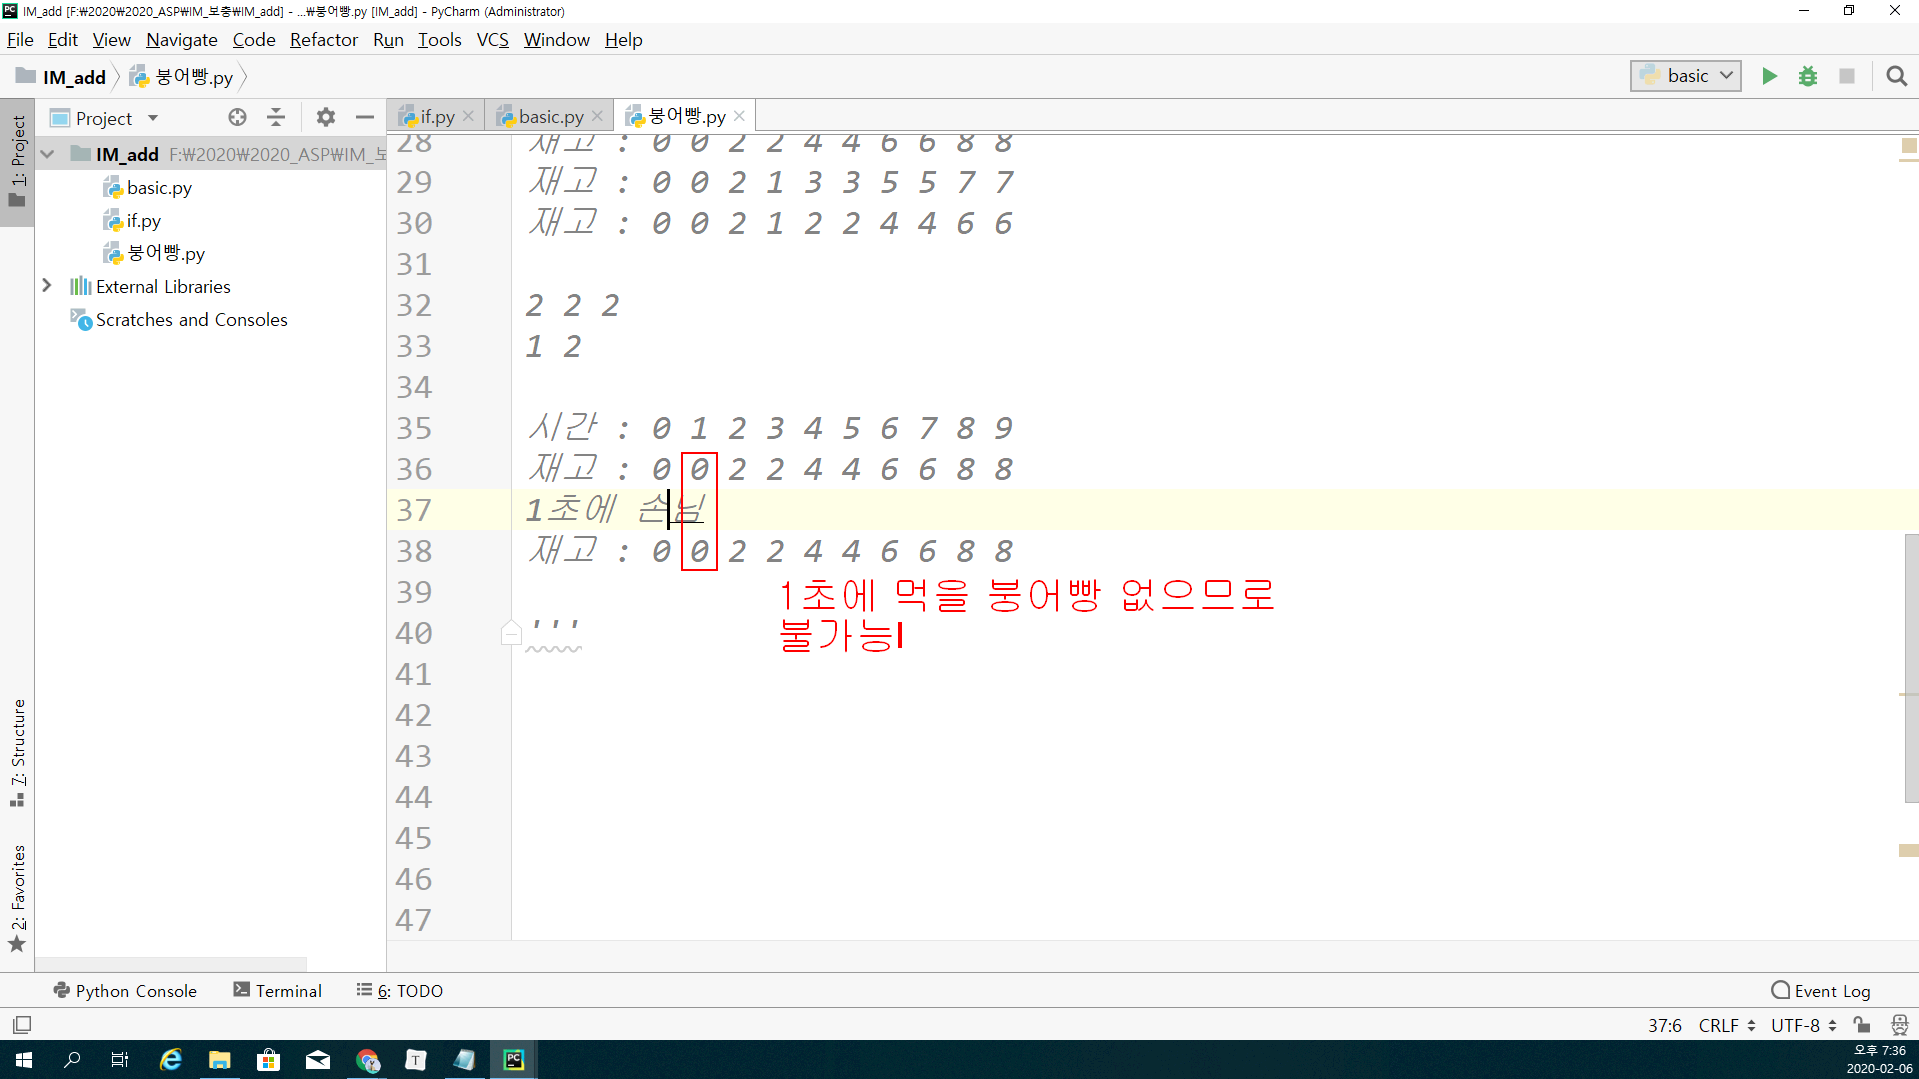 IM_add [F:₩2020₩2020_ASP₩IM_보충₩IM_add] - ...₩붕어빵.py [IM_add] - PyCharm (Administrator)
File Edit View Navigate Code Refactor Run Tools VCS Window Help
IM_add 붕어빵.py basic
Project if.py basic.py 붕어빵.py
1: Project
IM_add F:₩2020₩2020_ASP₩IM_보
basic.py
if.py
붕어빵.py
External Libraries
Scratches and Consoles
7: Structure
2: Favorites
28 재고 : 0 0 2 2 4 4 6 6 8 8
29 재고 : 0 0 2 1 3 3 5 5 7 7
30 재고 : 0 0 2 1 2 2 4 4 6 6
31
32 2 2 2
33 1 2
34
35 시간 : 0 1 2 3 4 5 6 7 8 9
36 재고 : 0 0 2 2 4 4 6 6 8 8
37 1초에 손님
38 재고 : 0 0 2 2 4 4 6 6 8 8
39
1초에 먹을 붕어빵 없으므로
불가능
40 '''
41
42
43
44
45
46
47
Python Console Terminal 6: TODO Event Log
37:6 CRLF UTF-8
오후 7:36
2020-02-06